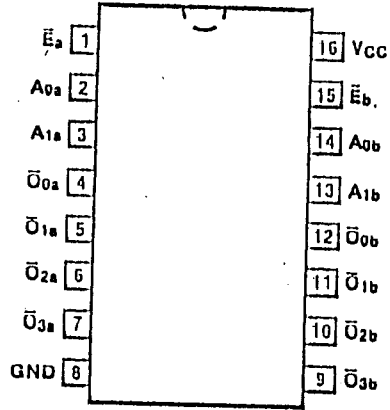 Ēa 1 16 VCC
A0a 2 15 Ēb
A1a 3 14 A0b
Ō0a 4 13 A1b
Ō1a 5 12 Ō0b
Ō2a 6 11 Ō1b
Ō3a 7 10 Ō2b
GND 8 9 Ō3b